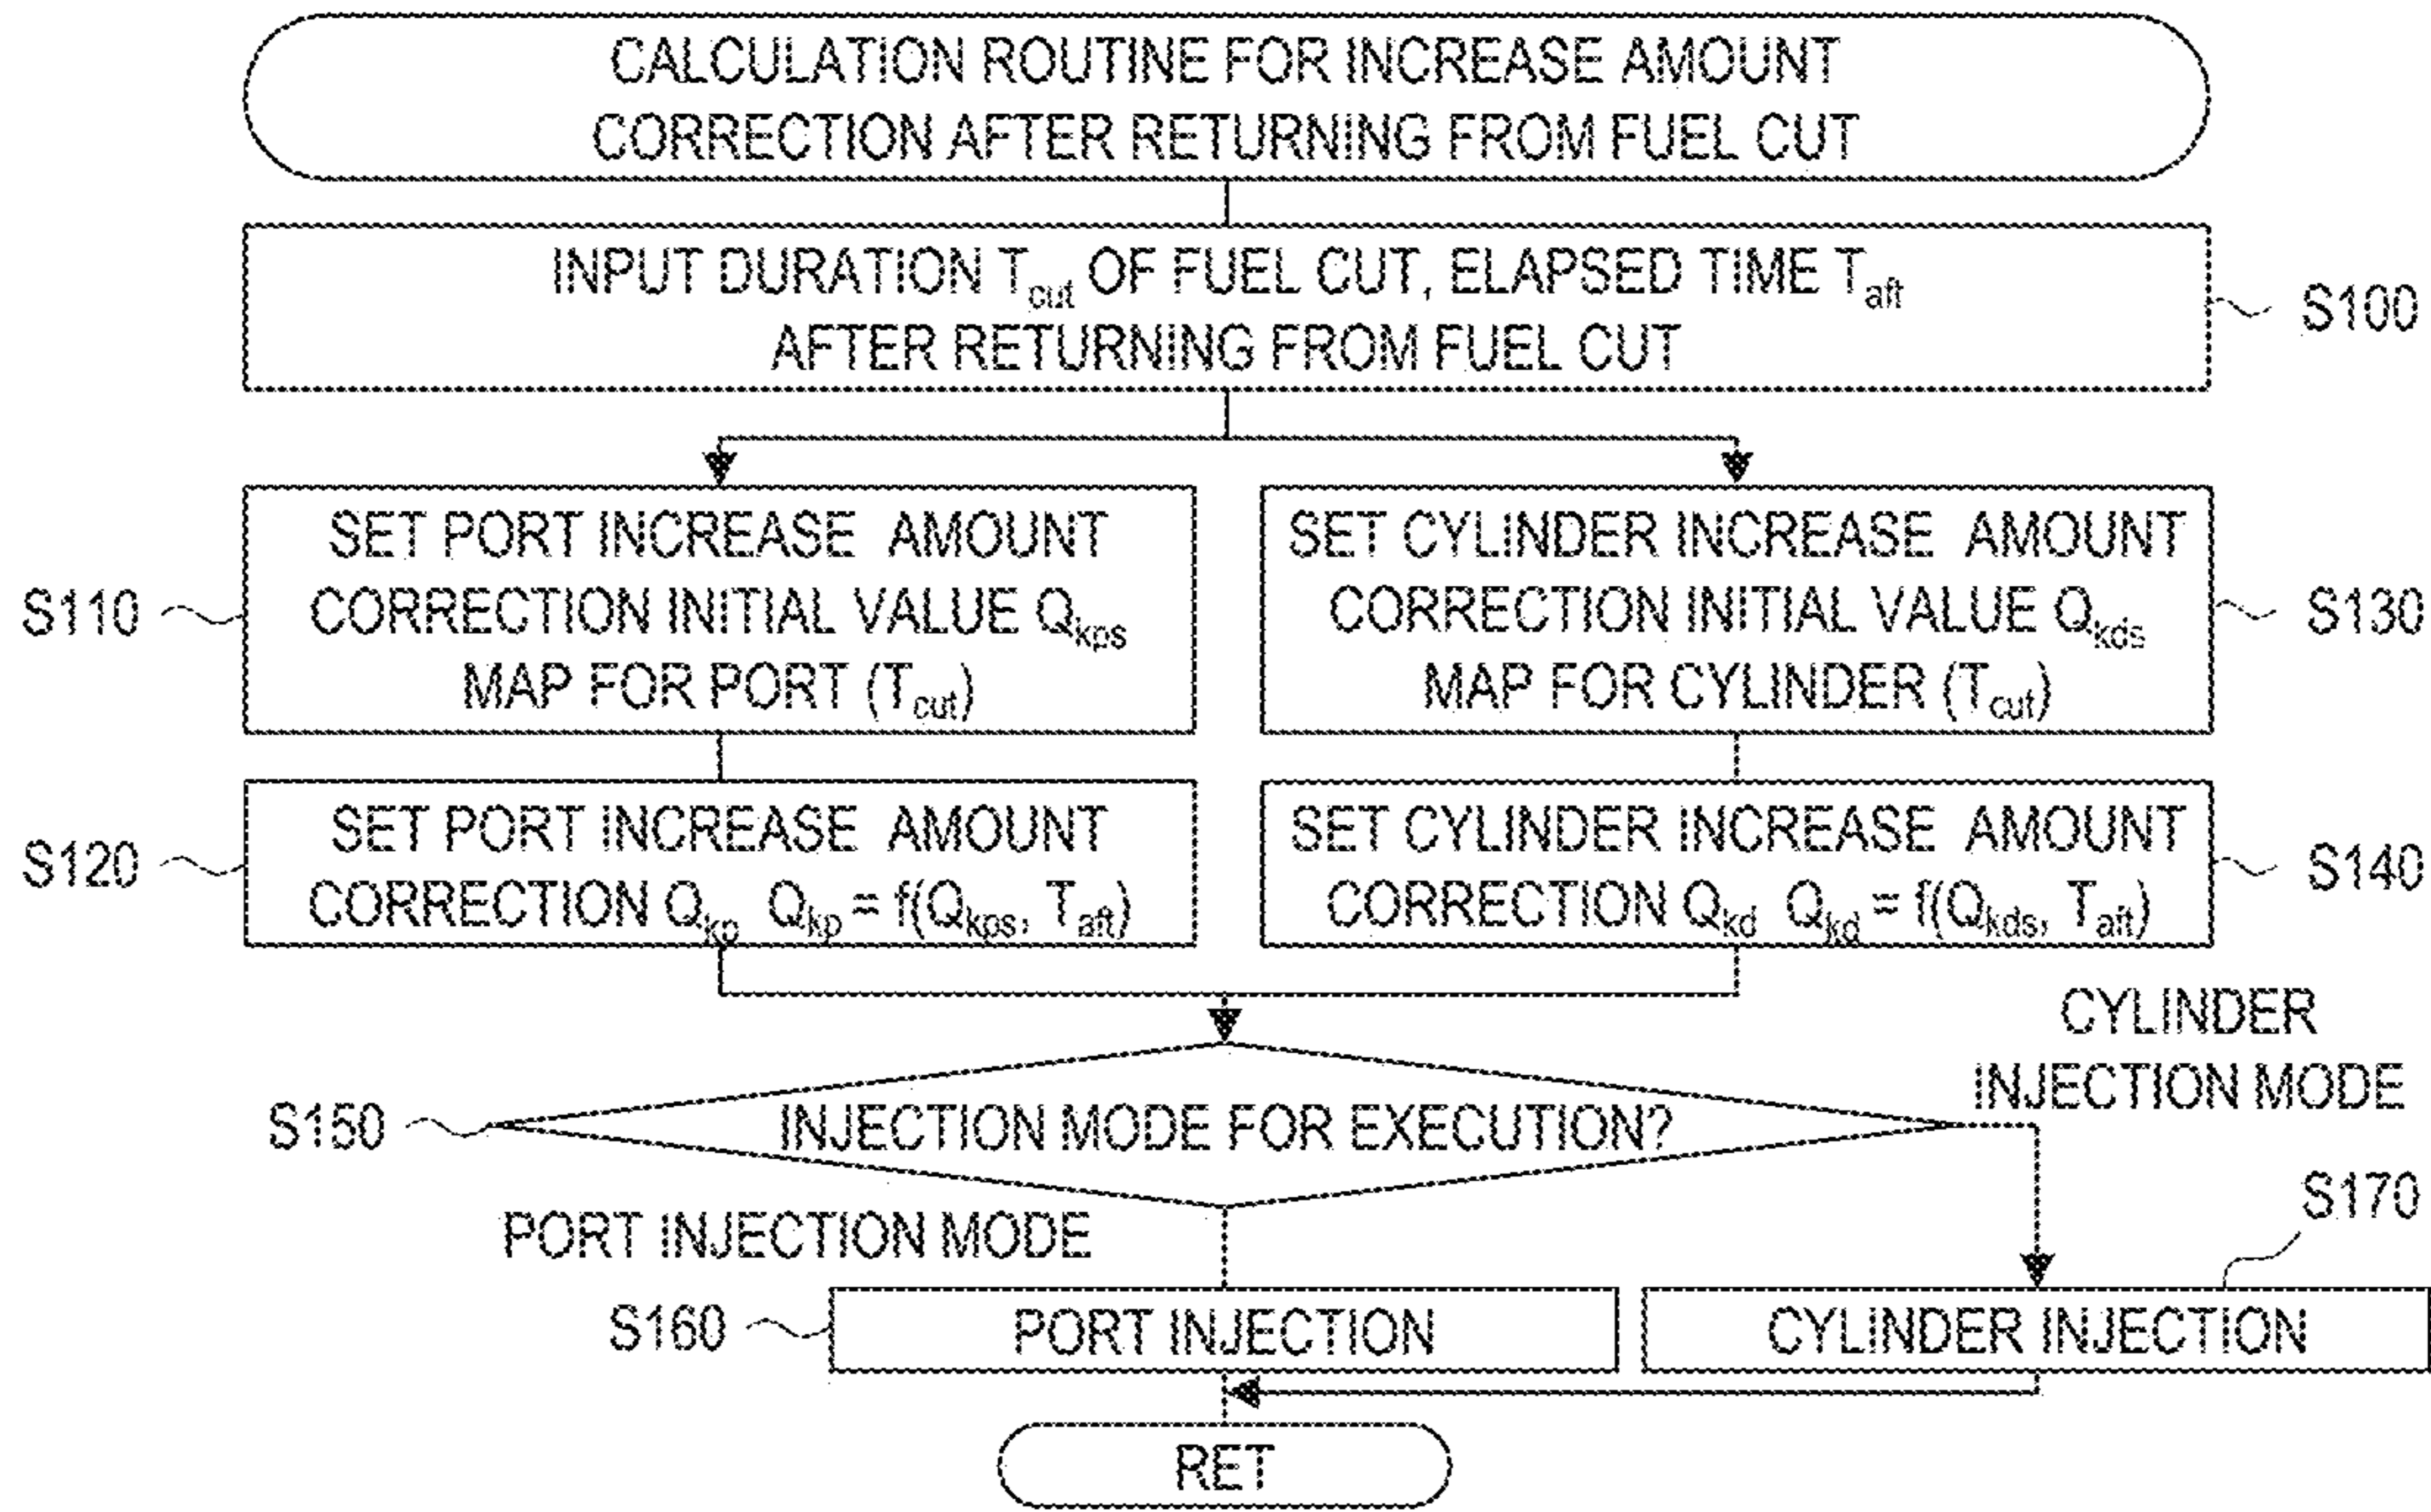 CALCULATION ROUTINE FOR INCREASE AMOUNT
CORRECTION AFTER RETURNING FROM FUEL CUT
INPUT DURATION Tcut OF FUEL CUT, ELAPSED TIME Taft
AFTER RETURNING FROM FUEL CUT
S100
SET PORT INCREASE AMOUNT
CORRECTION INITIAL VALUE Qkps
MAP FOR PORT (Tcut)
S110
SET CYLINDER INCREASE AMOUNT
CORRECTION INITIAL VALUE Qkds
MAP FOR CYLINDER (Tcut)
S130
SET PORT INCREASE AMOUNT
CORRECTION Qkp Qkp = f(Qkps, Taft)
S120
SET CYLINDER INCREASE AMOUNT
CORRECTION Qkd Qkd = f(Qkds, Taft)
S140
CYLINDER
INJECTION MODE
S150
INJECTION MODE FOR EXECUTION?
PORT INJECTION MODE
S170
S160
PORT INJECTION
CYLINDER INJECTION
RET